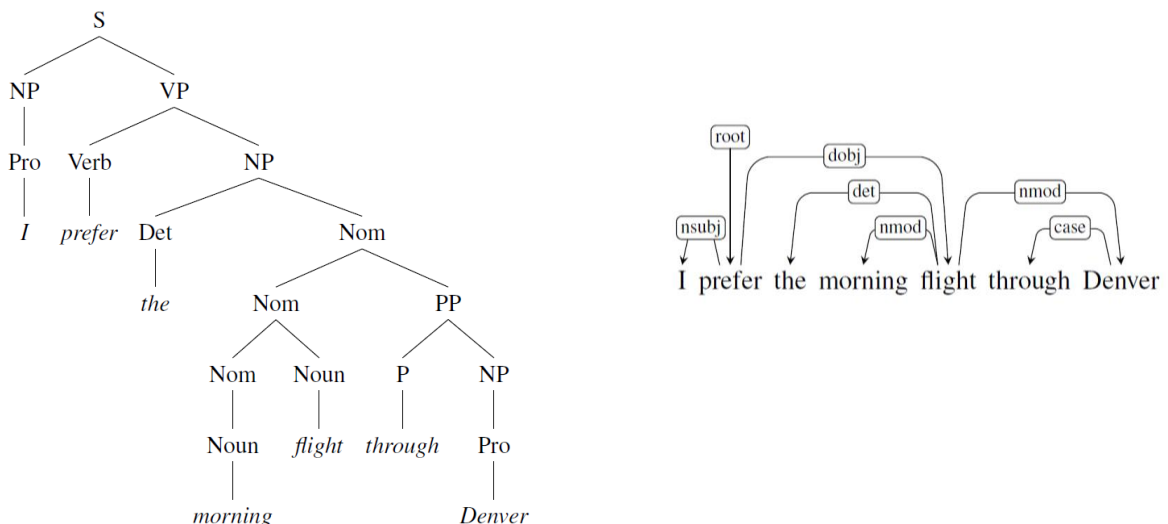 S
NP VP
Pro Verb NP
I prefer Det Nom
the Nom PP
Nom Noun P NP
Noun flight through Pro
morning Denver
root
dobj
det nmod
nsubj nmod case
I prefer the morning flight through Denver